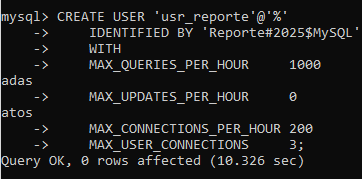 mysql> CREATE USER 'usr_reporte'@'%'
    ->     IDENTIFIED BY 'Reporte#2025$MySQL'
    ->     WITH
    ->     MAX_QUERIES_PER_HOUR     1000
adas
    ->     MAX_UPDATES_PER_HOUR     0
atos
    ->     MAX_CONNECTIONS_PER_HOUR 200
    ->     MAX_USER_CONNECTIONS     3;
Query OK, 0 rows affected (10.326 sec)